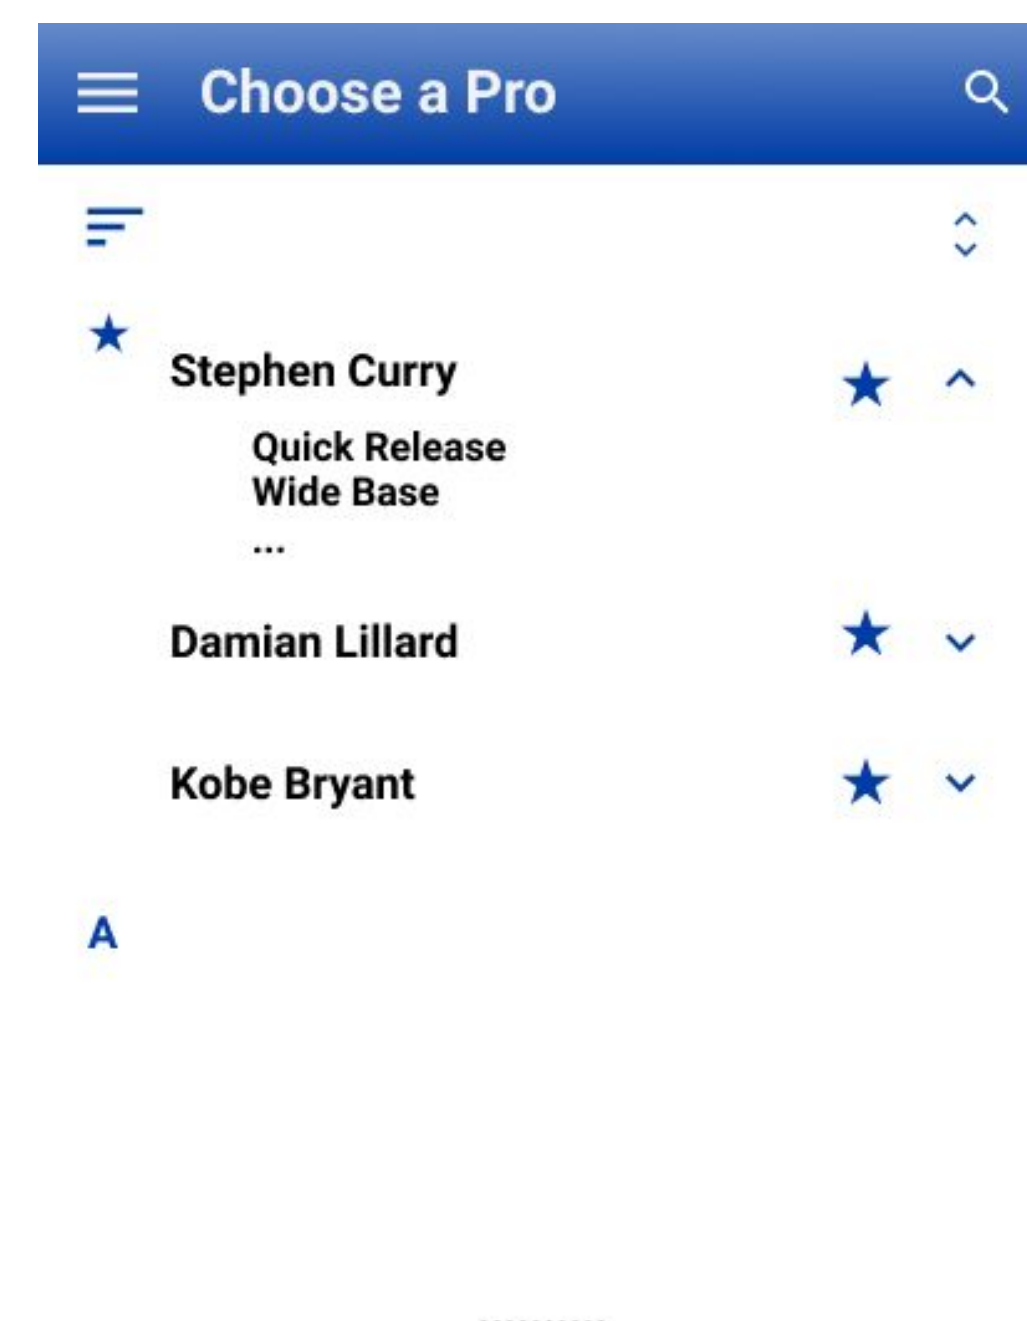 Choose a Pro
Stephen Curry
Quick Release
Wide Base
...
Damian Lillard
Kobe Bryant
A